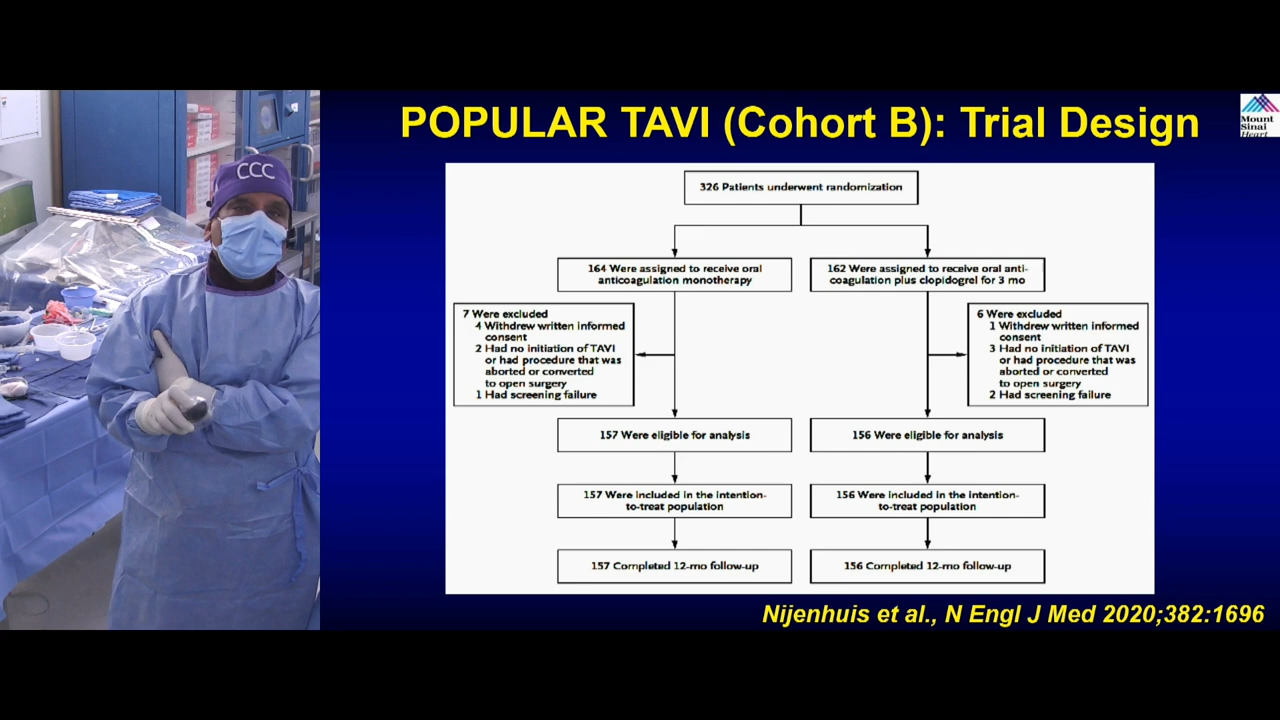 POPULAR TAVI (Cohort B): Trial Design
Mount
Sinai
Heart
CCC
326 Patients underwent randomization
164 Were assigned to receive oral
anticoagulation monotherapy
162 Were assigned to receive oral anti-
coagulation plus clopidogrel for 3 mo
7 Were excluded
4 Withdrew written informed
consent
2 Had no initiation of TAVI
or had procedure that was
aborted or converted
to open surgery
1 Had screening failure
6 Were excluded
1 Withdrew written informed
consent
3 Had no initiation of TAVI
or had procedure that was
aborted or converted
to open surgery
2 Had screening failure
157 Were eligible for analysis
156 Were eligible for analysis
157 Were included in the intention-
to-treat population
156 Were included in the intention-
to-treat population
157 Completed 12-mo follow-up
156 Completed 12-mo follow-up
Nijenhuis et al., N Engl J Med 2020;382:1696